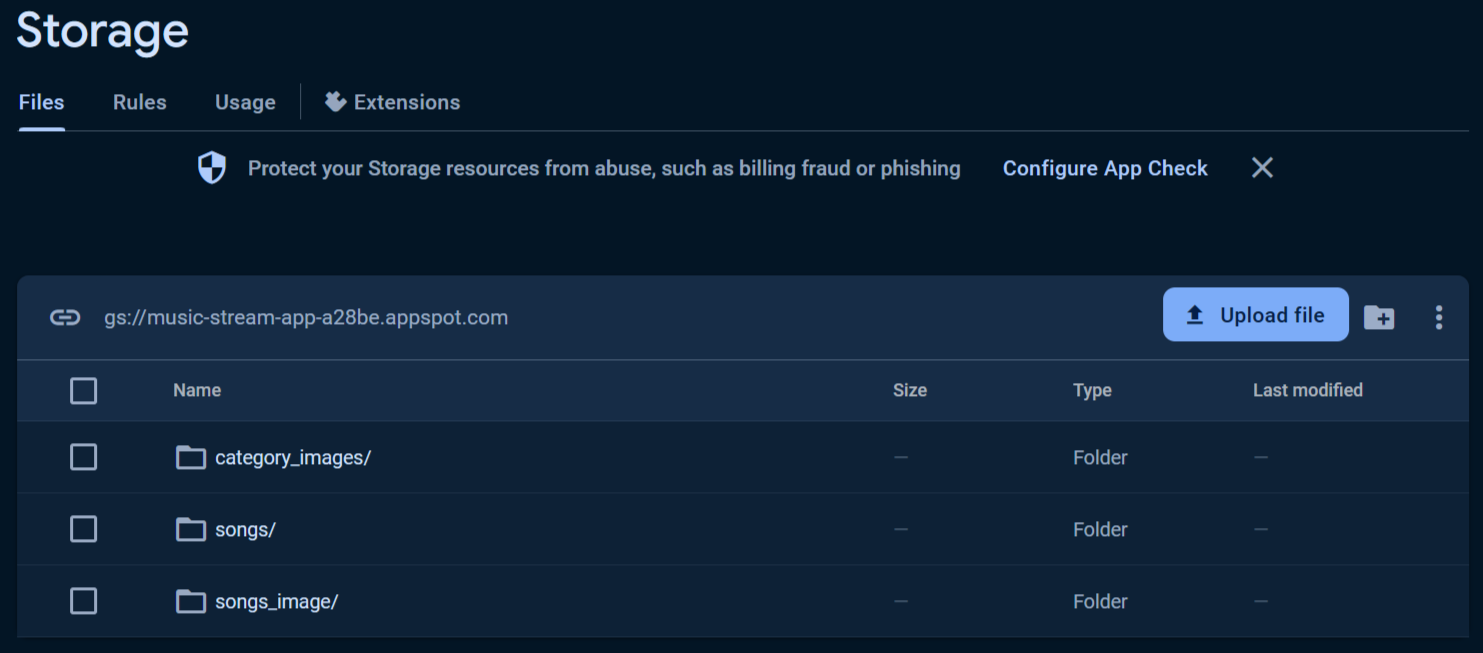 Storage
Files Rules Usage Extensions
Protect your Storage resources from abuse, such as billing fraud or phishing Configure App Check
gs://music-stream-app-a28be.appspot.com Upload file
Name Size Type Last modified
category_images/ — Folder —
songs/ — Folder —
songs_image/ — Folder —